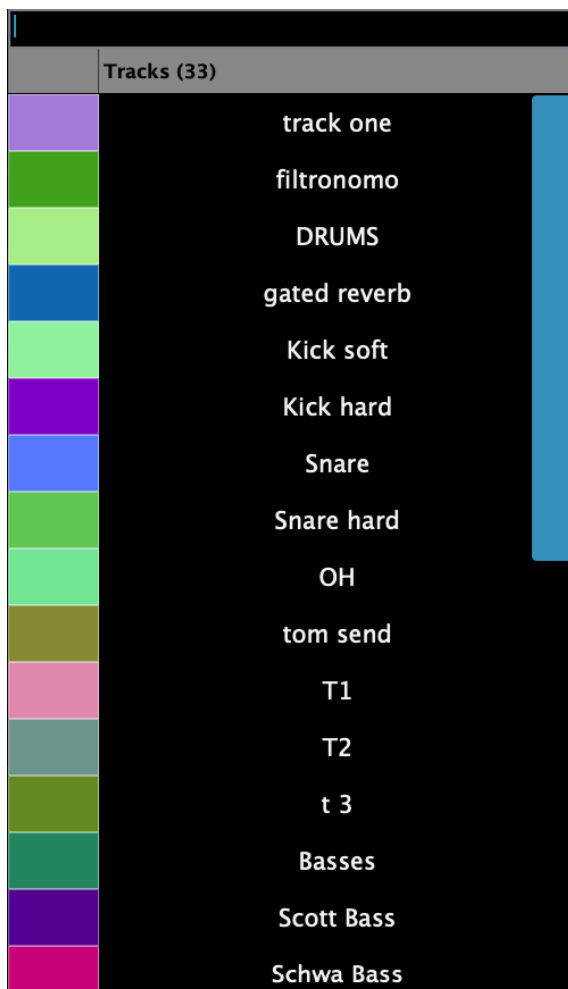 Tracks (33)
track one
filtronomo
DRUMS
gated reverb
Kick soft
Kick hard
Snare
Snare hard
OH
tom send
T1
T2
t 3
Basses
Scott Bass
Schwa Bass